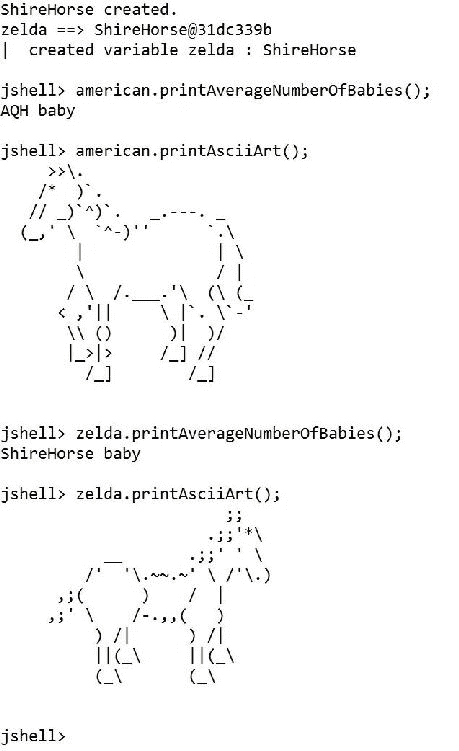 ShireHorse created.
zelda ==> ShireHorse@31dc339b
|  created variable zelda : ShireHorse
jshell> american.printAverageNumberOfBabies();
AQH baby
jshell> american.printAsciiArt();
      >>\.
     /*  )`.
    // _)`^)`.   _.---. _
   (_,' \  `^-)''      `.\
         |              | \
         \              / |
        / \  /.___.'\  (\ (_
       < ,'||     \ |`. \`-'
        \\ ()      )|  )/
        |_>|>     /_] //
          /_]        /_]
jshell> zelda.printAverageNumberOfBabies();
ShireHorse baby
jshell> zelda.printAsciiArt();
                           ;;
                         .;;'*\
            __         .;;' ' \
          /'  '\.~~.~' \ /'\.)
       ,;(      )    /  |
      ,;' \    /-.,,(   )
           ) /|      ) /|
           ||(_\     ||(_\
           (_\       (_\
jshell>